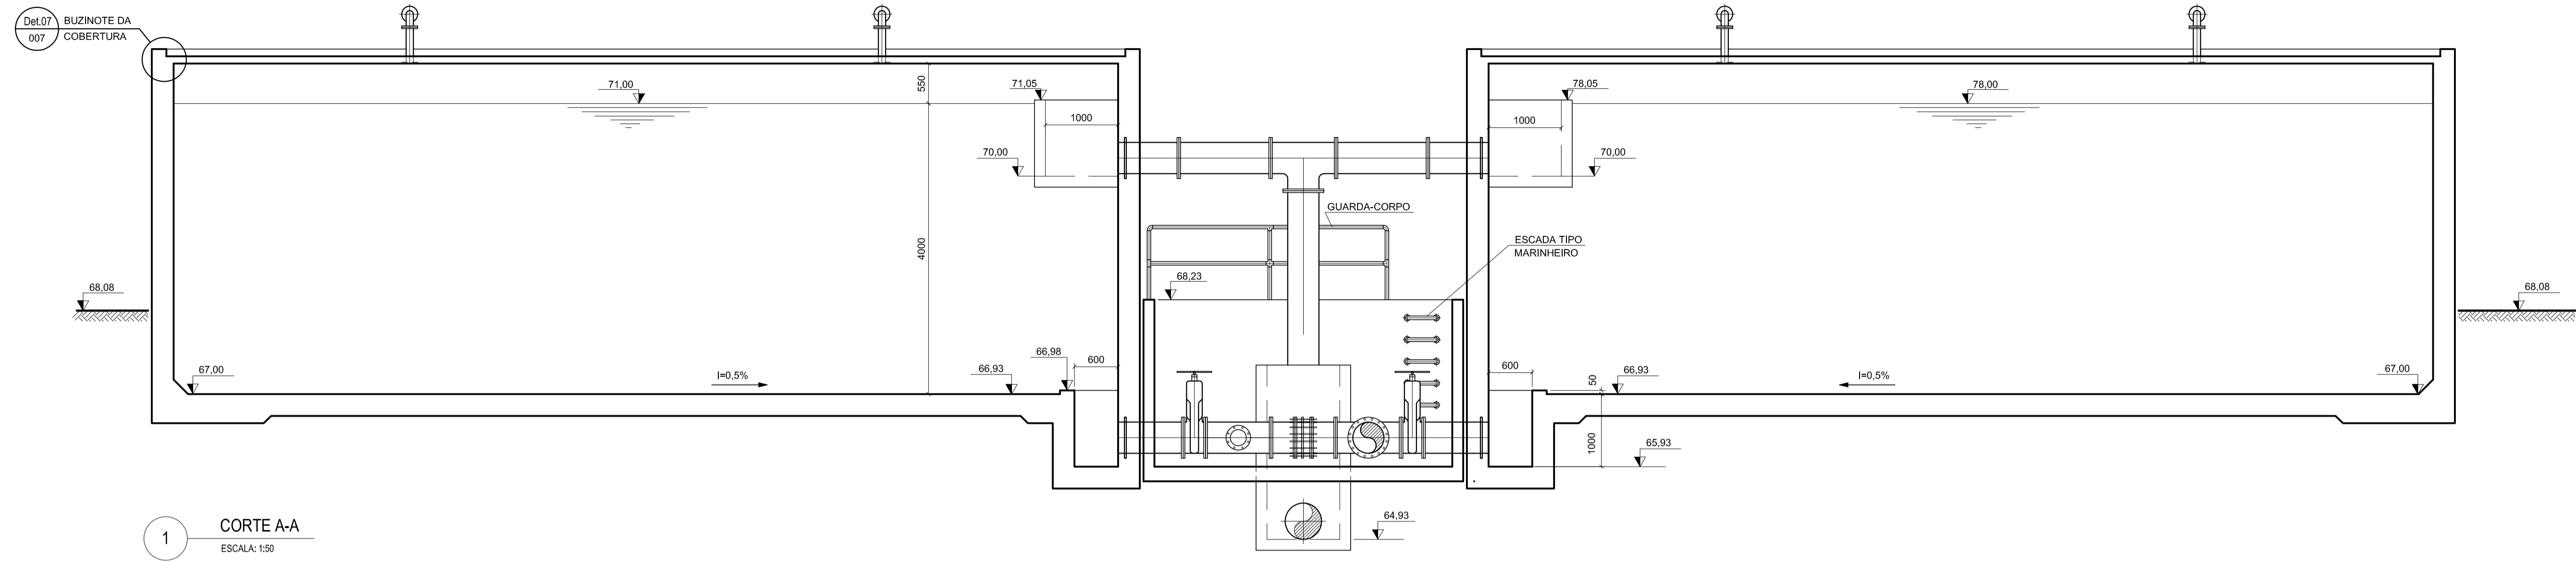 Det.07
007
BUZINOTE DA
COBERTURA
71,00
550
71,05
1000
70,00
4000
68,08
67,00
I=0,5%
66,93
66,98
600
78,05
78,00
1000
70,00
GUARDA-CORPO
ESCADA TIPO
MARINHEIRO
68,23
600
50
66,93
I=0,5%
67,00
68,08
1000
65,93
64,93
1
CORTE A-A
ESCALA: 1:50